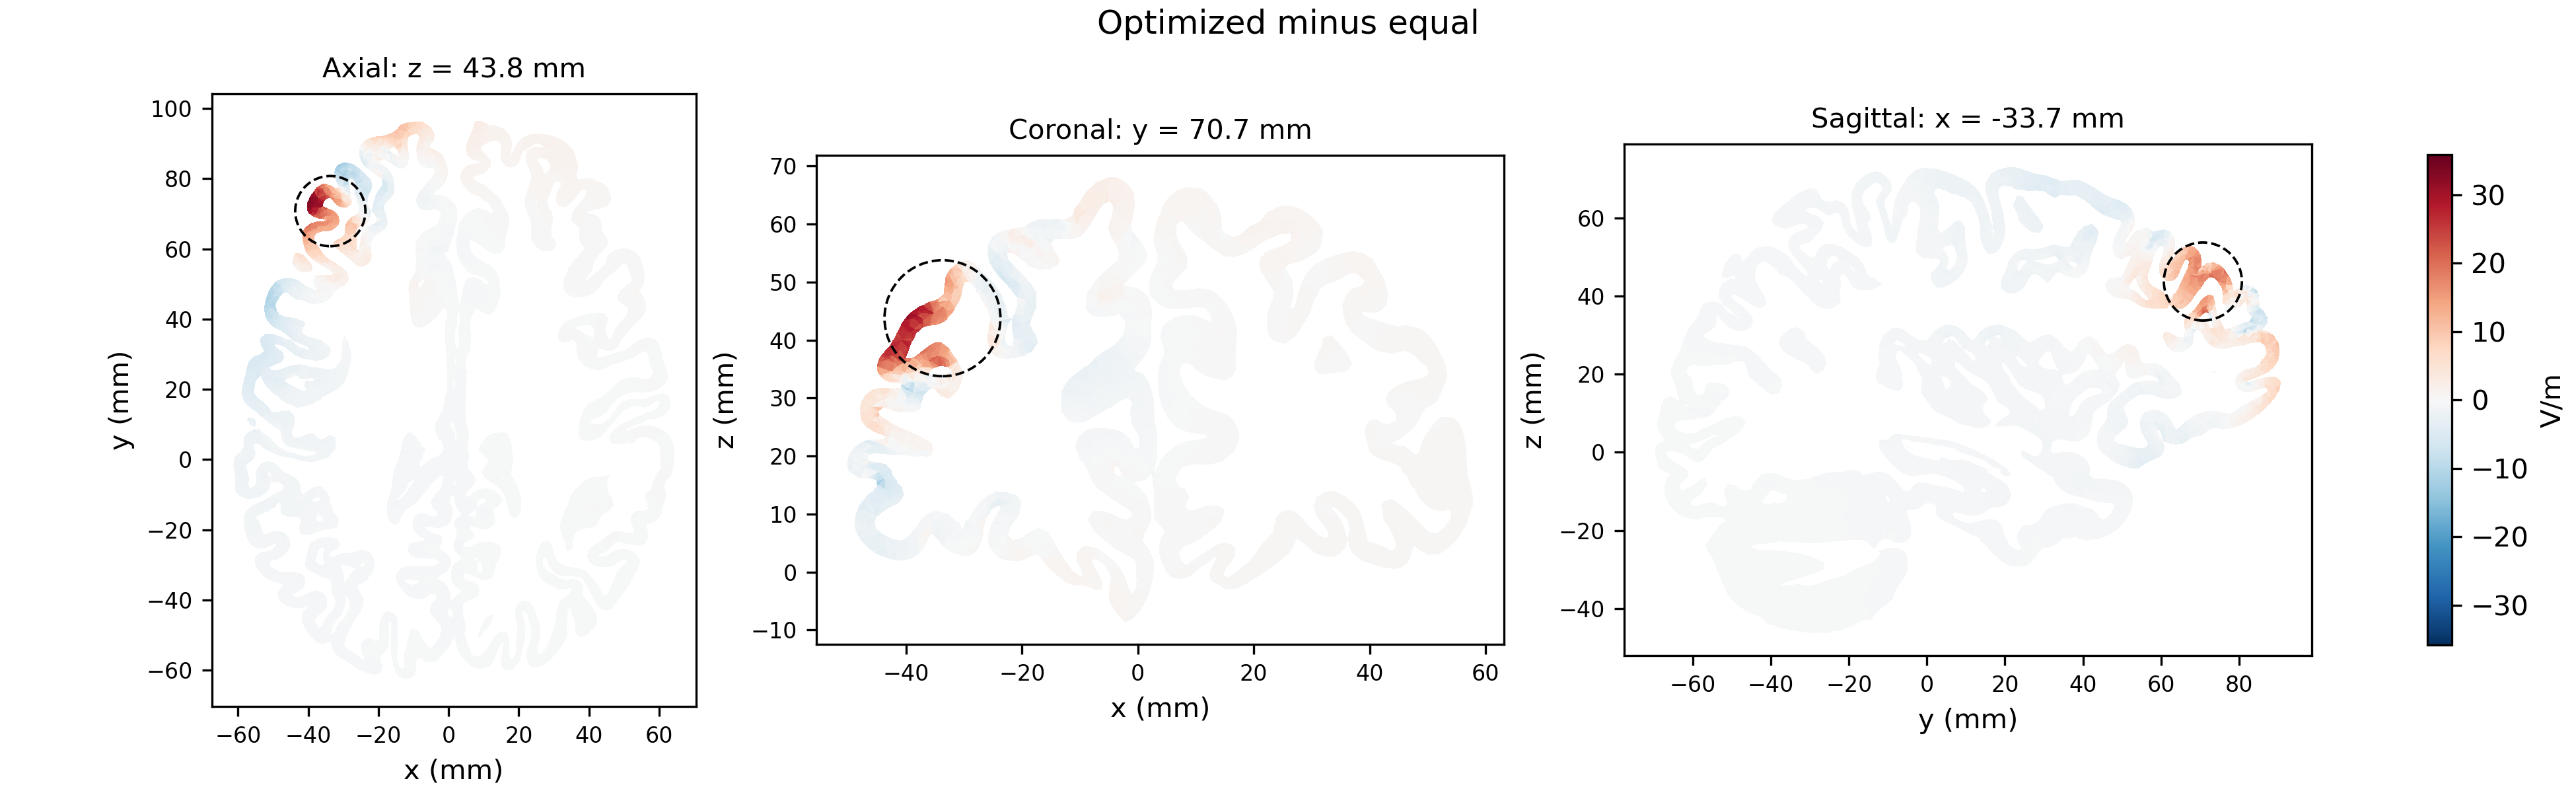 Optimized minus equal
Axial: z = 43.8 mm
100
80
60
40
20
0
−20
−40
−60
y (mm)
−60 −40 −20 0 20 40 60
x (mm)
Coronal: y = 70.7 mm
70
60
50
40
30
20
10
0
−10
z (mm)
−40 −20 0 20 40 60
x (mm)
Sagittal: x = -33.7 mm
60
40
20
0
−20
−40
z (mm)
−60 −40 −20 0 20 40 60 80
y (mm)
30
20
10
0
−10
−20
−30
V/m